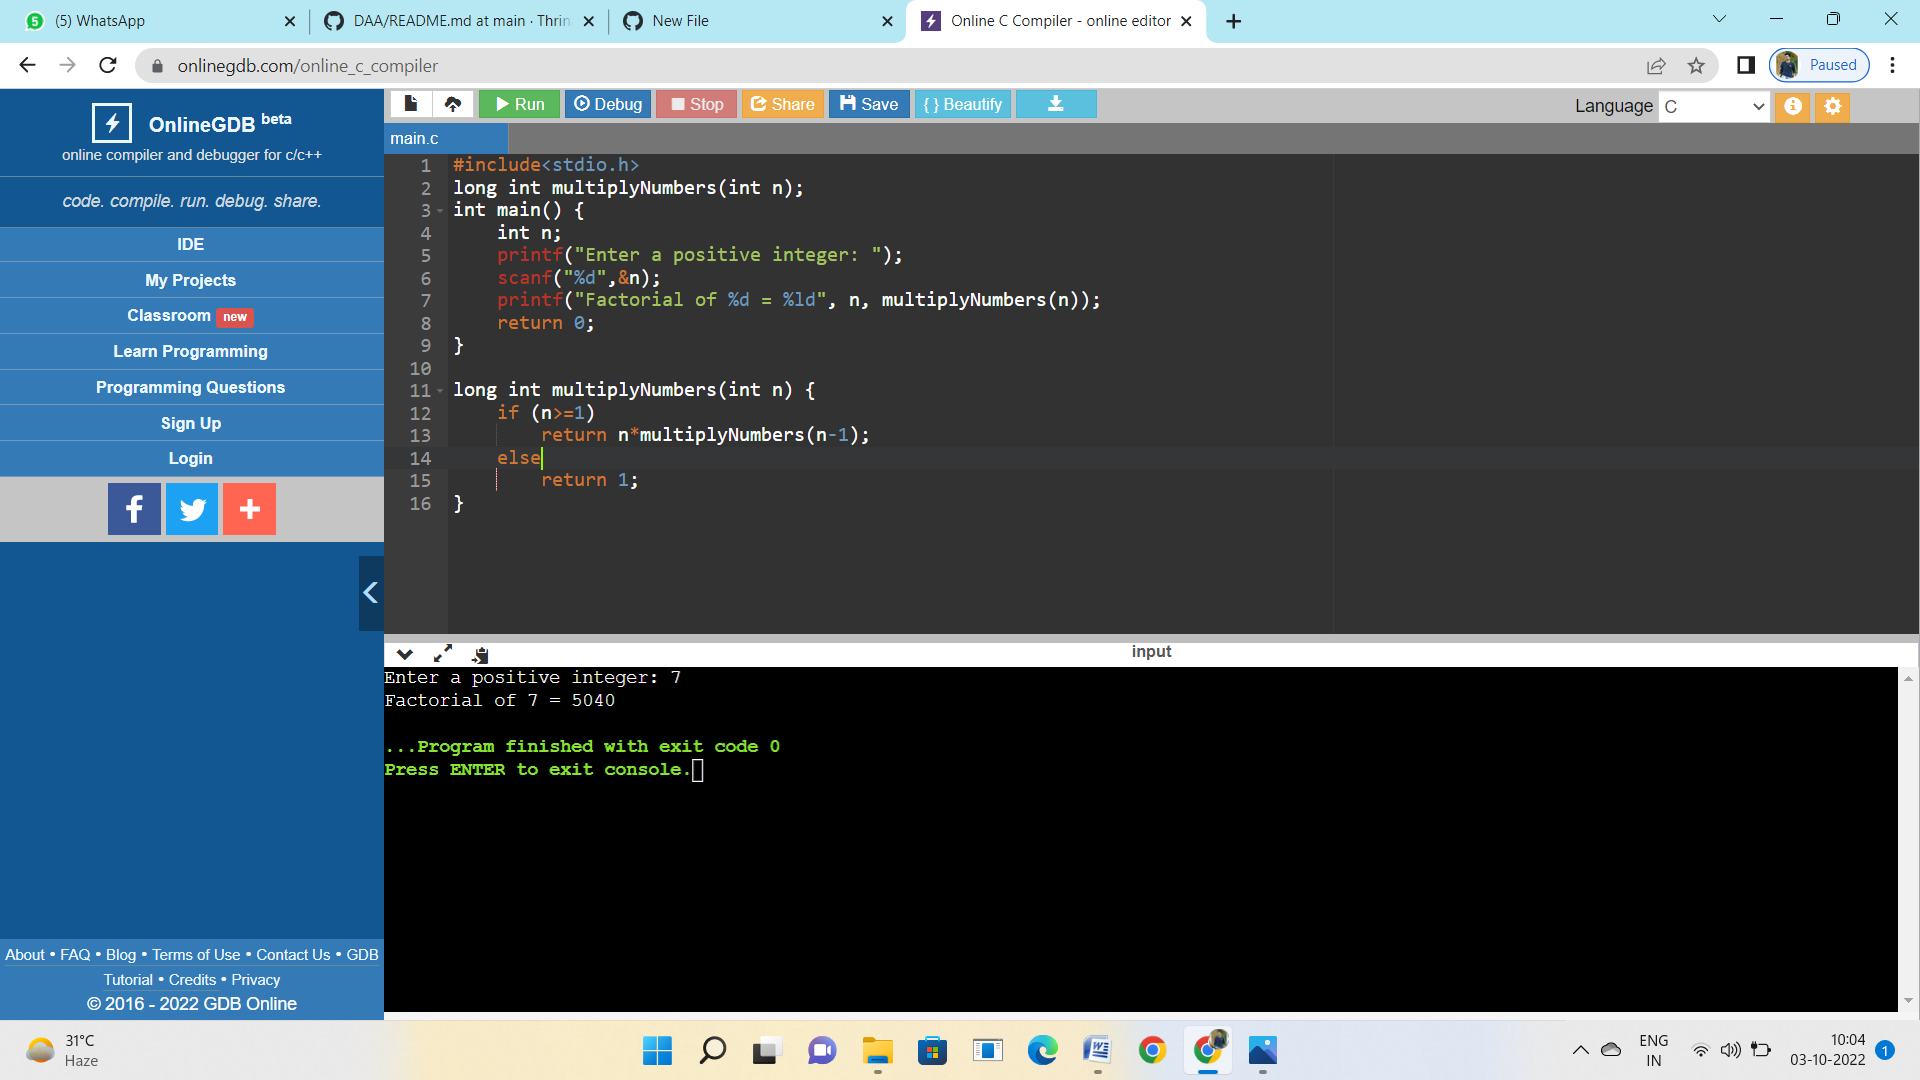 (5) WhatsApp
DAA/README.md at main · Thrin
New File
Online C Compiler - online editor
onlinegdb.com/online_c_compiler
Paused
OnlineGDB beta
online compiler and debugger for c/c++
code. compile. run. debug. share.
IDE
My Projects
Classroom new
Learn Programming
Programming Questions
Sign Up
Login
About • FAQ • Blog • Terms of Use • Contact Us • GDB
Tutorial • Credits • Privacy
© 2016 - 2022 GDB Online
Run Debug Stop Share Save { } Beautify
Language C
main.c
1 #include<stdio.h>
2 long int multiplyNumbers(int n);
3 int main() {
4     int n;
5     printf("Enter a positive integer: ");
6     scanf("%d",&n);
7     printf("Factorial of %d = %ld", n, multiplyNumbers(n));
8     return 0;
9 }
10
11 long int multiplyNumbers(int n) {
12     if (n>=1)
13         return n*multiplyNumbers(n-1);
14     else
15         return 1;
16 }
input
Enter a positive integer: 7
Factorial of 7 = 5040
...Program finished with exit code 0
Press ENTER to exit console.
31°C
Haze
ENG
IN
10:04
03-10-2022
1